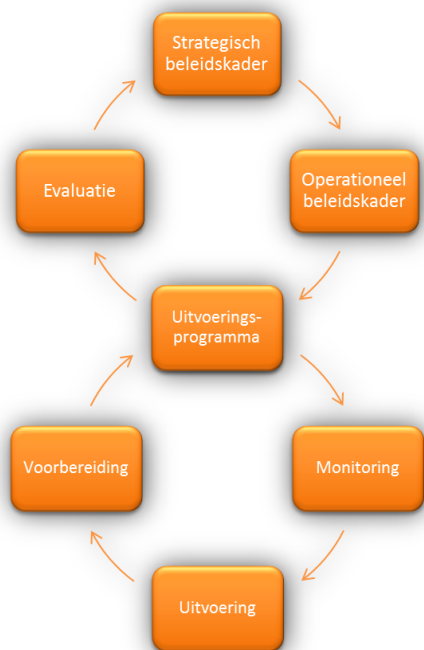 Strategisch
beleidskader
Evaluatie
Operationeel
beleidskader
Uitvoerings-
programma
Voorbereiding
Monitoring
Uitvoering